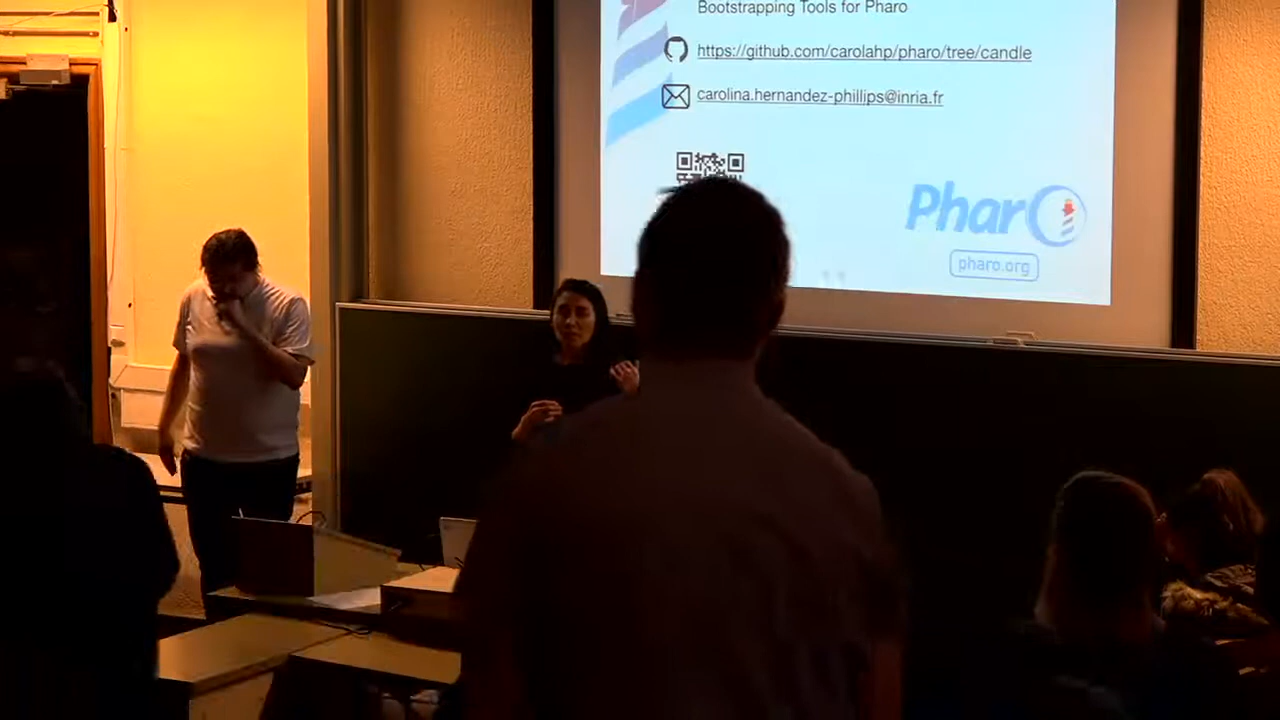 Bootstrapping Tools for Pharo
https://github.com/carolahp/pharo/tree/candle
carolina.hernandez-phillips@inria.fr
Pharo
pharo.org